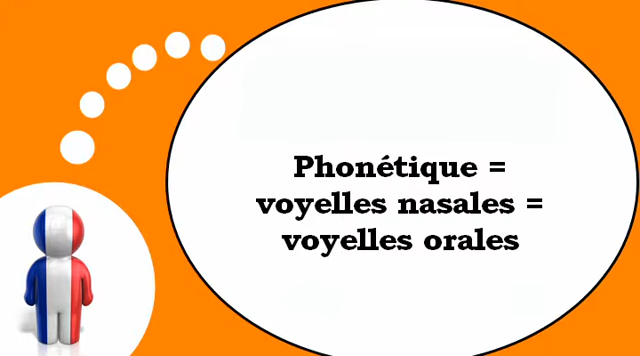 Phonétique =
voyelles nasales =
voyelles orales